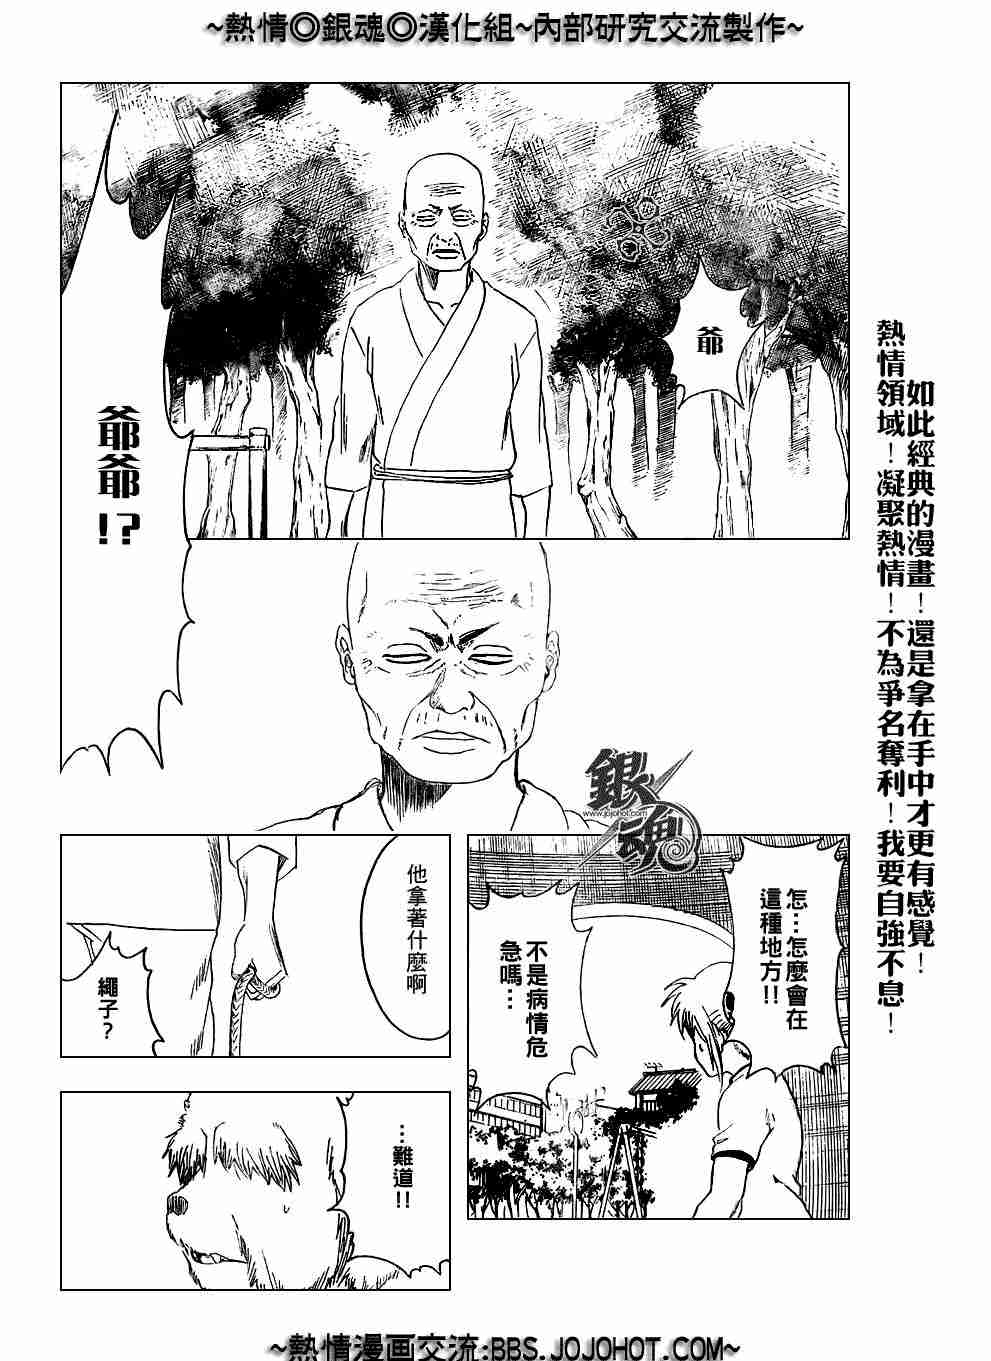 ~熱情◎銀魂◎漢化組~內部研究交流製作~
爺
爺爺!?
如此經典的漫畫！還是拿在手中才更有感覺！
熱情領域！凝聚熱情！不為爭名奪利！我要自強不息！
銀魂
www.jojohot.com
怎…怎麼會在
這種地方!!
不是病情危
急嗎…
他拿著什麼啊
繩子？
…難道!!
~熱情漫画交流:BBS.JOJOHOT.COM~